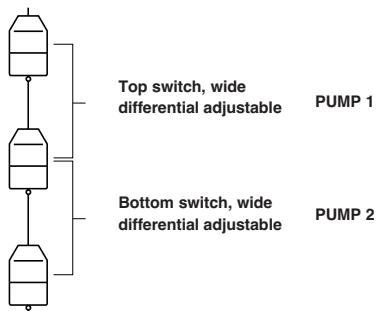 Top switch, wide
differential adjustable
PUMP 1
Bottom switch, wide
differential adjustable
PUMP 2